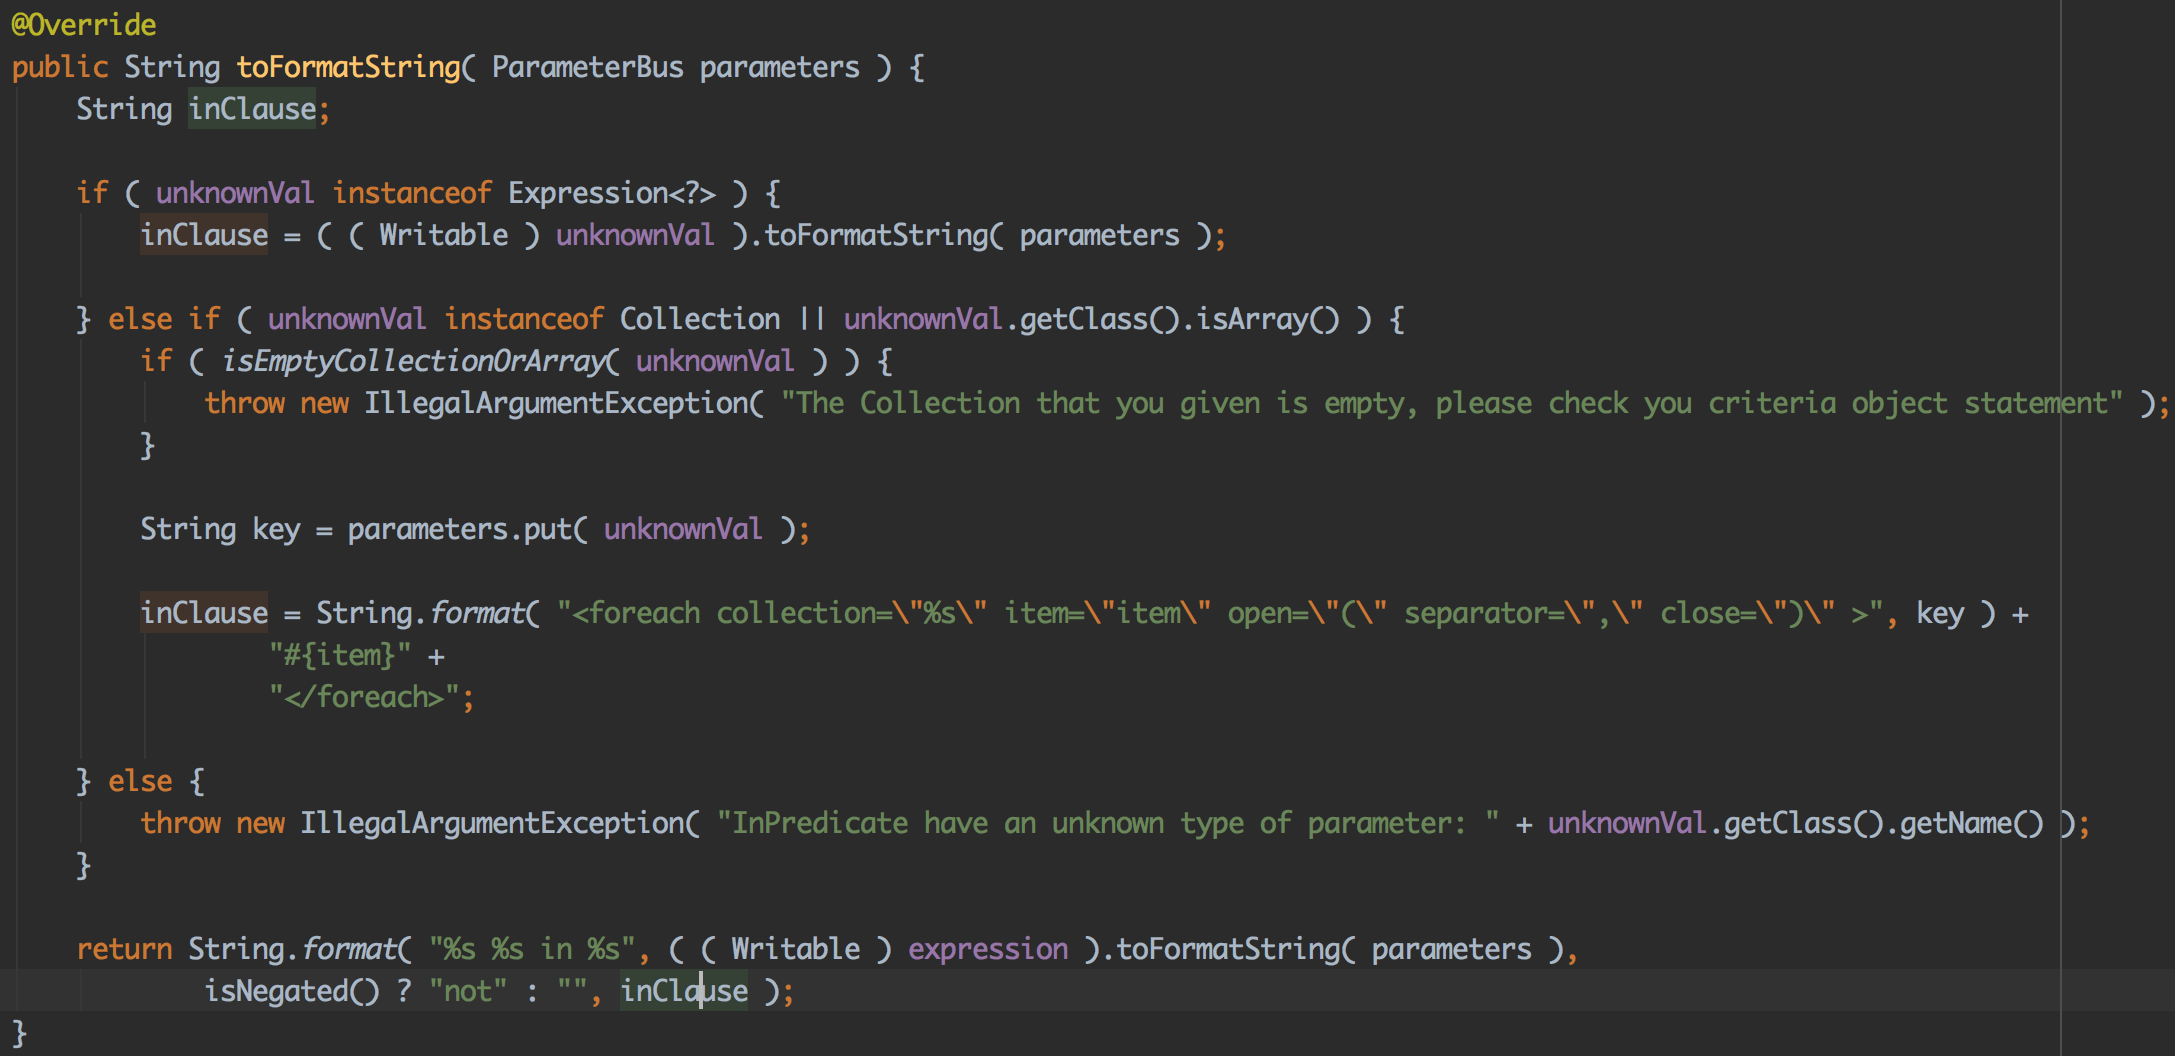 @Override
public String toFormatString( ParameterBus parameters ) {
    String inClause;
    if ( unknownVal instanceof Expression<?> ) {
        inClause = ( ( Writable ) unknownVal ).toFormatString( parameters );
    } else if ( unknownVal instanceof Collection || unknownVal.getClass().isArray() ) {
        if ( isEmptyCollectionOrArray( unknownVal ) ) {
            throw new IllegalArgumentException( "The Collection that you given is empty, please check you criteria object statement" );
        }
        String key = parameters.put( unknownVal );
        inClause = String.format( "<foreach collection=\"%s\" item=\"item\" open=\"(\" separator=\",\" close=\")\" >", key ) +
                "#{item}" +
                "</foreach>";
    } else {
        throw new IllegalArgumentException( "InPredicate have an unknown type of parameter: " + unknownVal.getClass().getName() );
    }
    return String.format( "%s %s in %s", ( ( Writable ) expression ).toFormatString( parameters ),
            isNegated() ? "not" : "", inClause );
}